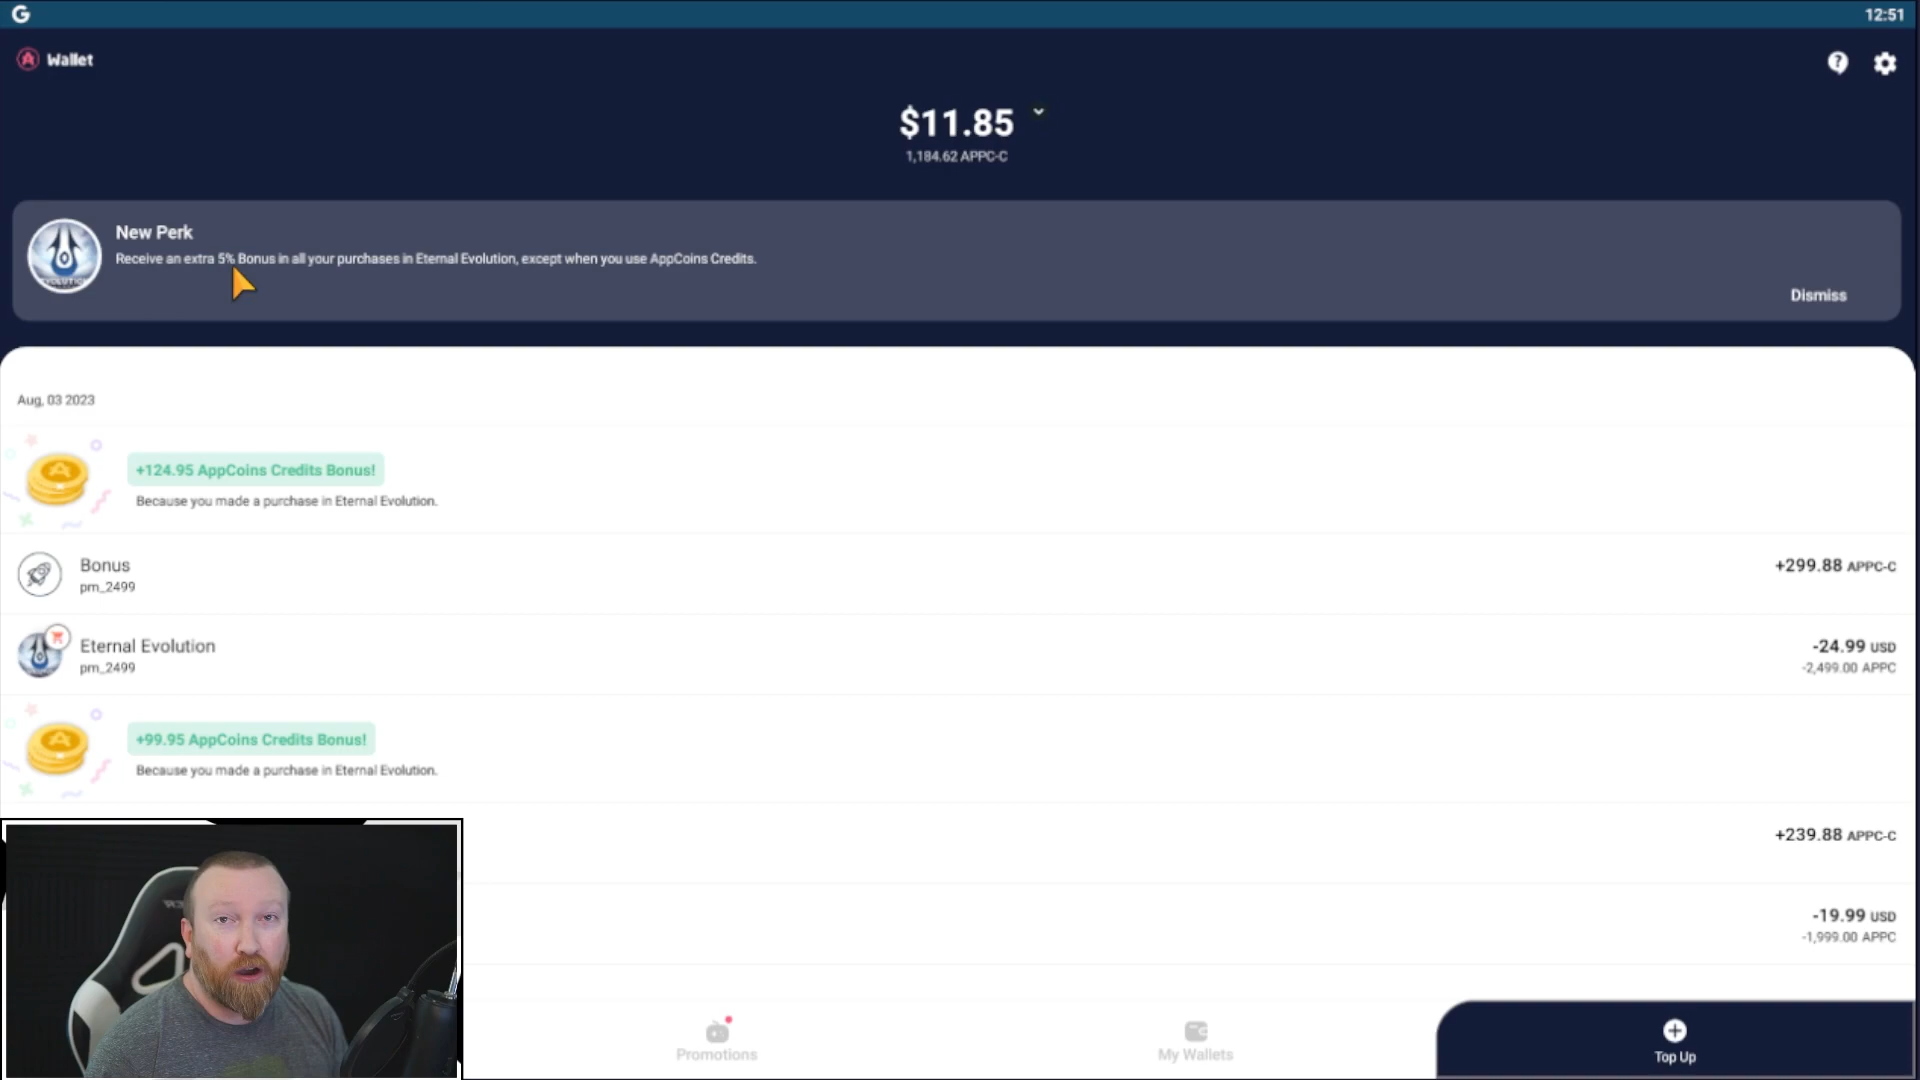 G
12:51
Wallet
$11.85
1,184.62 APPC-C
New Perk
Receive an extra 5% Bonus in all your purchases in Eternal Evolution, except when you use AppCoins Credits.
Dismiss
Aug, 03 2023
+124.95 AppCoins Credits Bonus!
Because you made a purchase in Eternal Evolution.
Bonus
+299.88 APPC-C
pm_2499
Eternal Evolution
-24.99 USD
pm_2499
-2,499.00 APPC
+99.95 AppCoins Credits Bonus!
Because you made a purchase in Eternal Evolution.
+239.88 APPC-C
-19.99 USD
-1,999.00 APPC
Promotions
My Wallets
Top Up